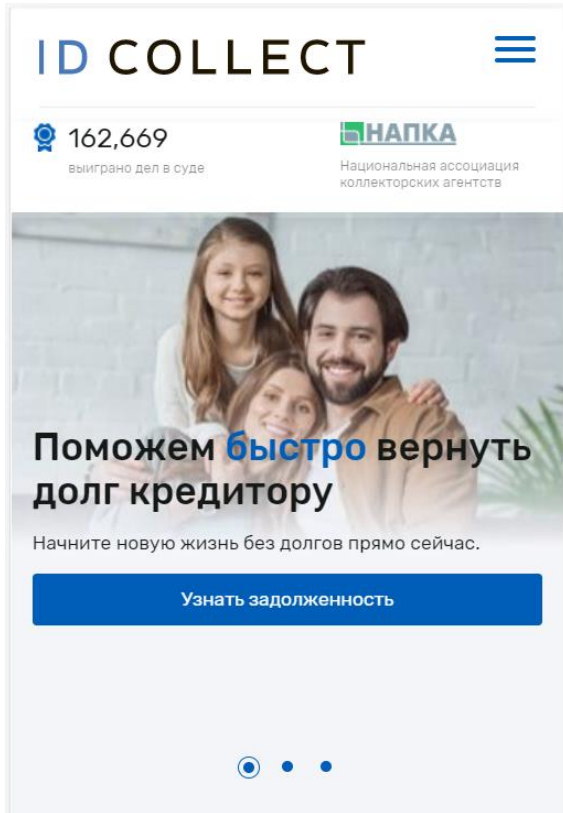 ID COLLECT
162,669
выиграно дел в суде
НАПКА
Национальная ассоциация
коллекторских агентств
Поможем быстро вернуть
долг кредитору
Начните новую жизнь без долгов прямо сейчас.
Узнать задолженность